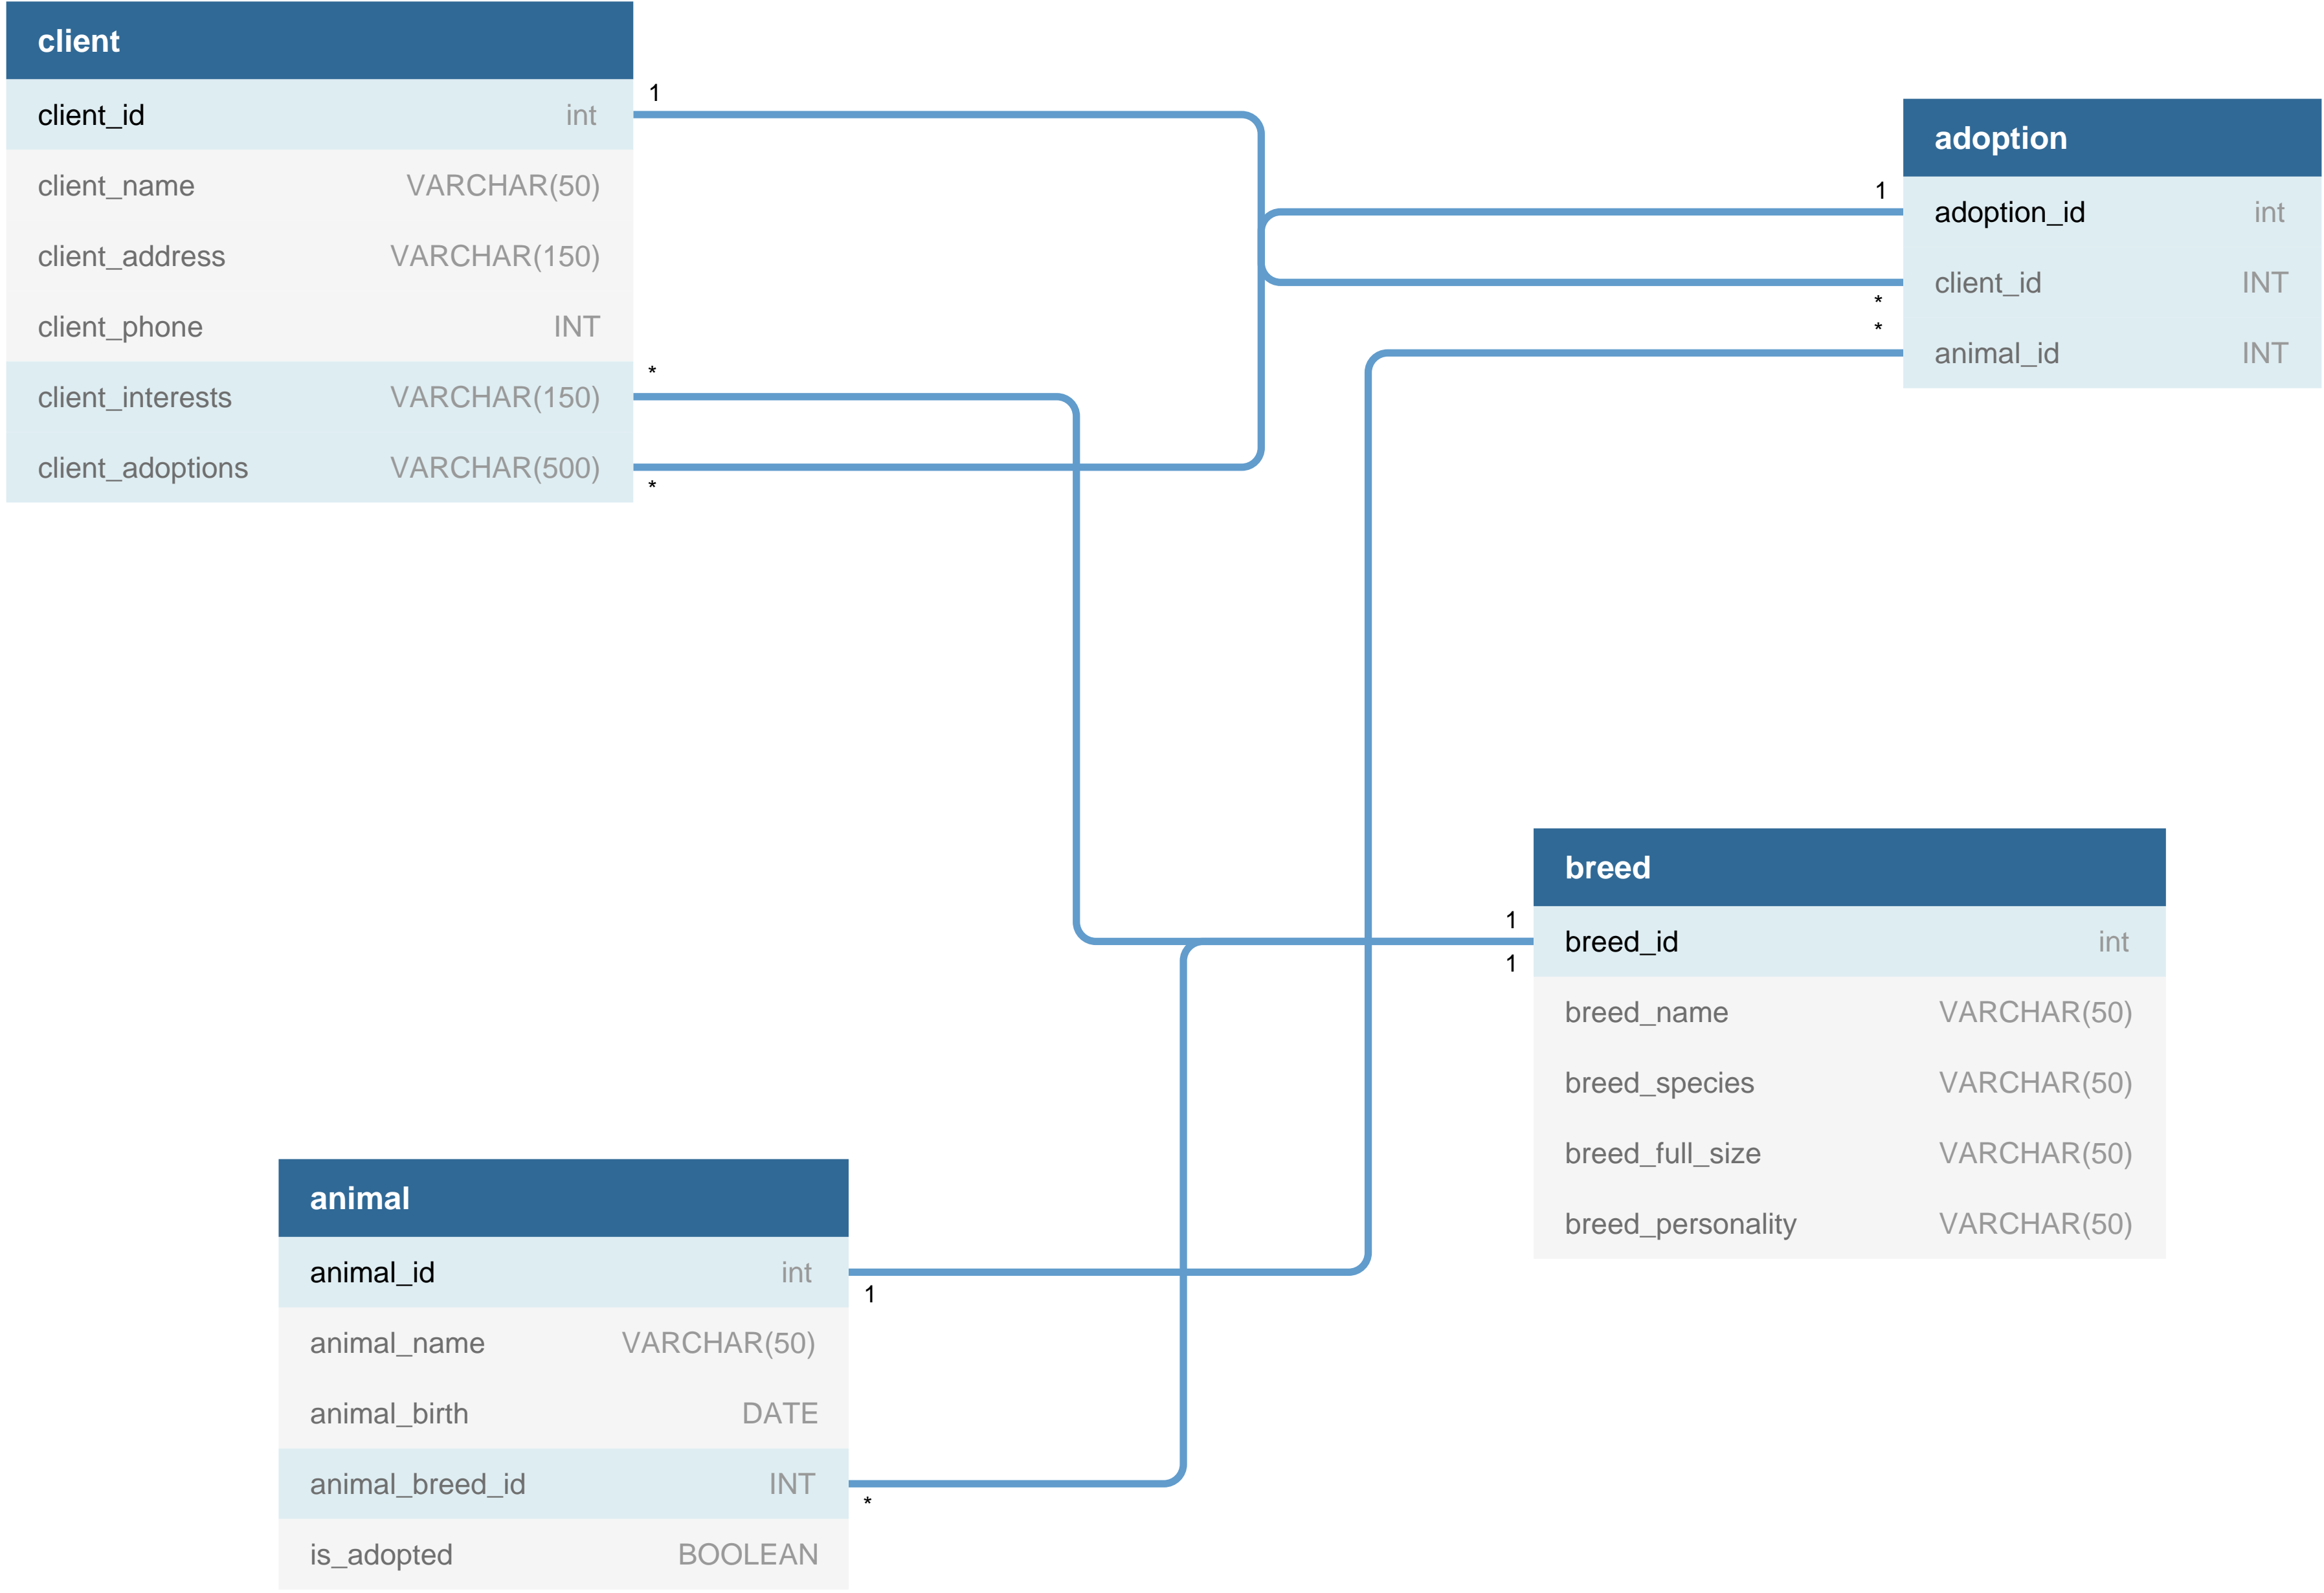 client
client_id int
client_name VARCHAR(50)
client_address VARCHAR(150)
client_phone INT
client_interests VARCHAR(150)
client_adoptions VARCHAR(500)
1
*
*
adoption
adoption_id int
client_id INT
animal_id INT
1
*
*
breed
breed_id int
breed_name VARCHAR(50)
breed_species VARCHAR(50)
breed_full_size VARCHAR(50)
breed_personality VARCHAR(50)
1
1
animal
animal_id int
animal_name VARCHAR(50)
animal_birth DATE
animal_breed_id INT
is_adopted BOOLEAN
1
*